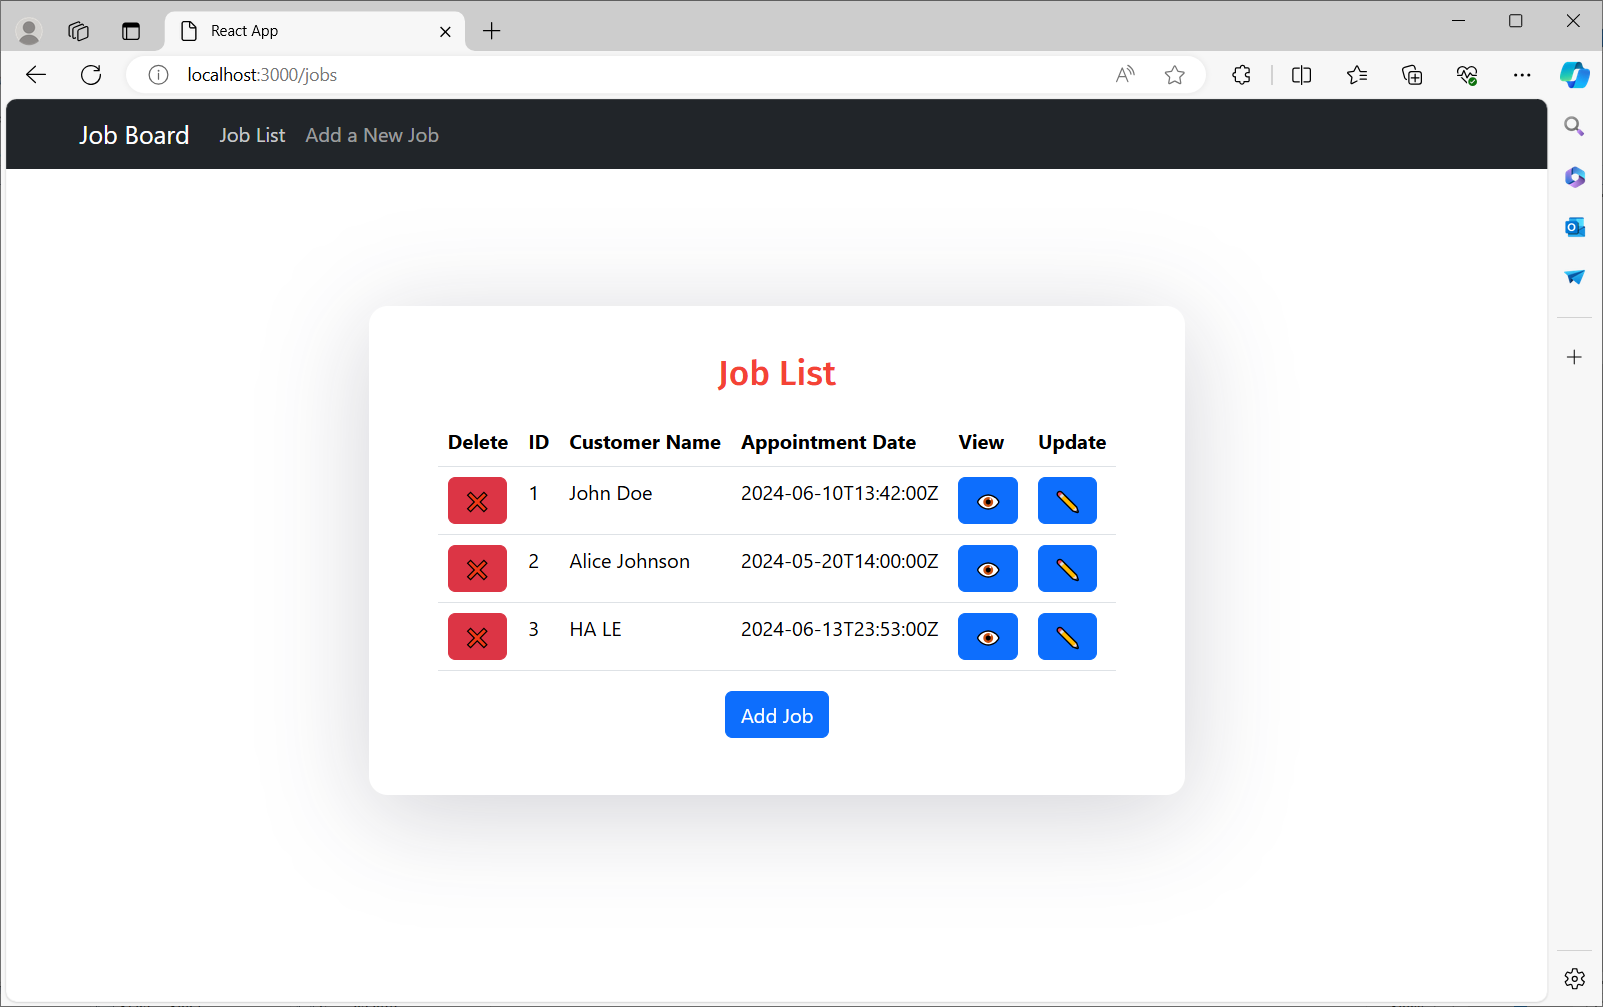 React App
localhost:3000/jobs
Job Board Job List Add a New Job
Job List
Delete ID Customer Name Appointment Date View Update
1 John Doe 2024-06-10T13:42:00Z
2 Alice Johnson 2024-05-20T14:00:00Z
3 HA LE 2024-06-13T23:53:00Z
Add Job